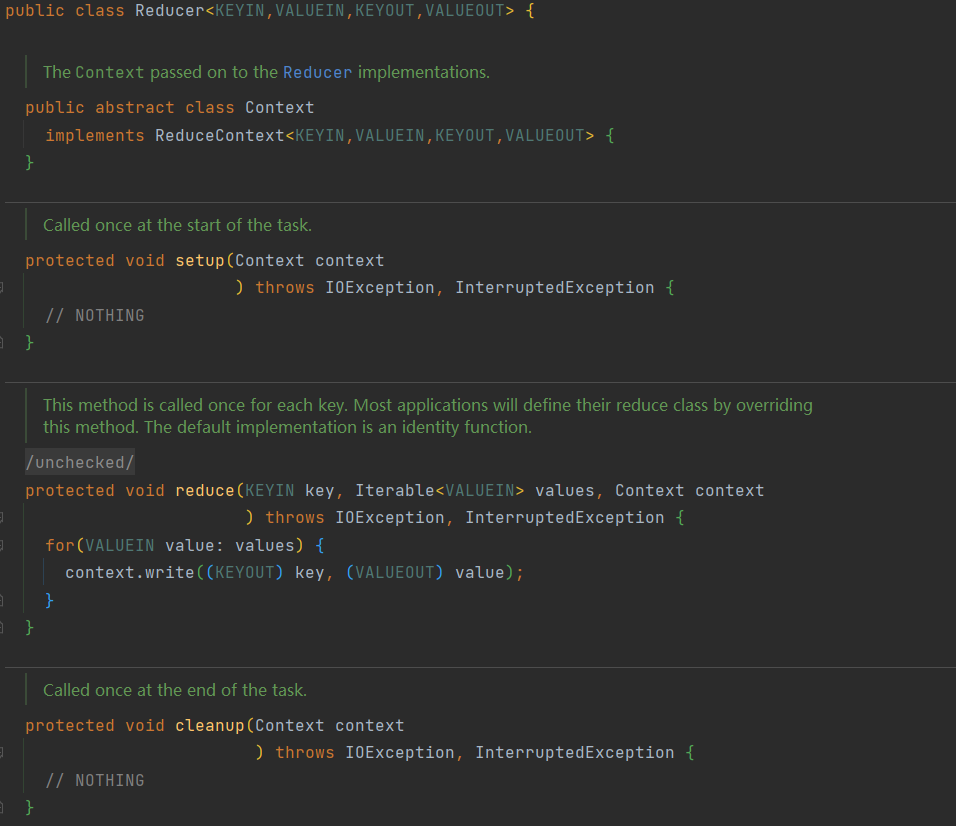 public class Reducer<KEYIN,VALUEIN,KEYOUT,VALUEOUT> {
The Context passed on to the Reducer implementations.
public abstract class Context
implements ReduceContext<KEYIN,VALUEIN,KEYOUT,VALUEOUT> {
}
Called once at the start of the task.
protected void setup(Context context
) throws IOException, InterruptedException {
// NOTHING
}
This method is called once for each key. Most applications will define their reduce class by overriding
this method. The default implementation is an identity function.
/unchecked/
protected void reduce(KEYIN key, Iterable<VALUEIN> values, Context context
) throws IOException, InterruptedException {
for(VALUEIN value: values) {
context.write((KEYOUT) key, (VALUEOUT) value);
}
}
Called once at the end of the task.
protected void cleanup(Context context
) throws IOException, InterruptedException {
// NOTHING
}